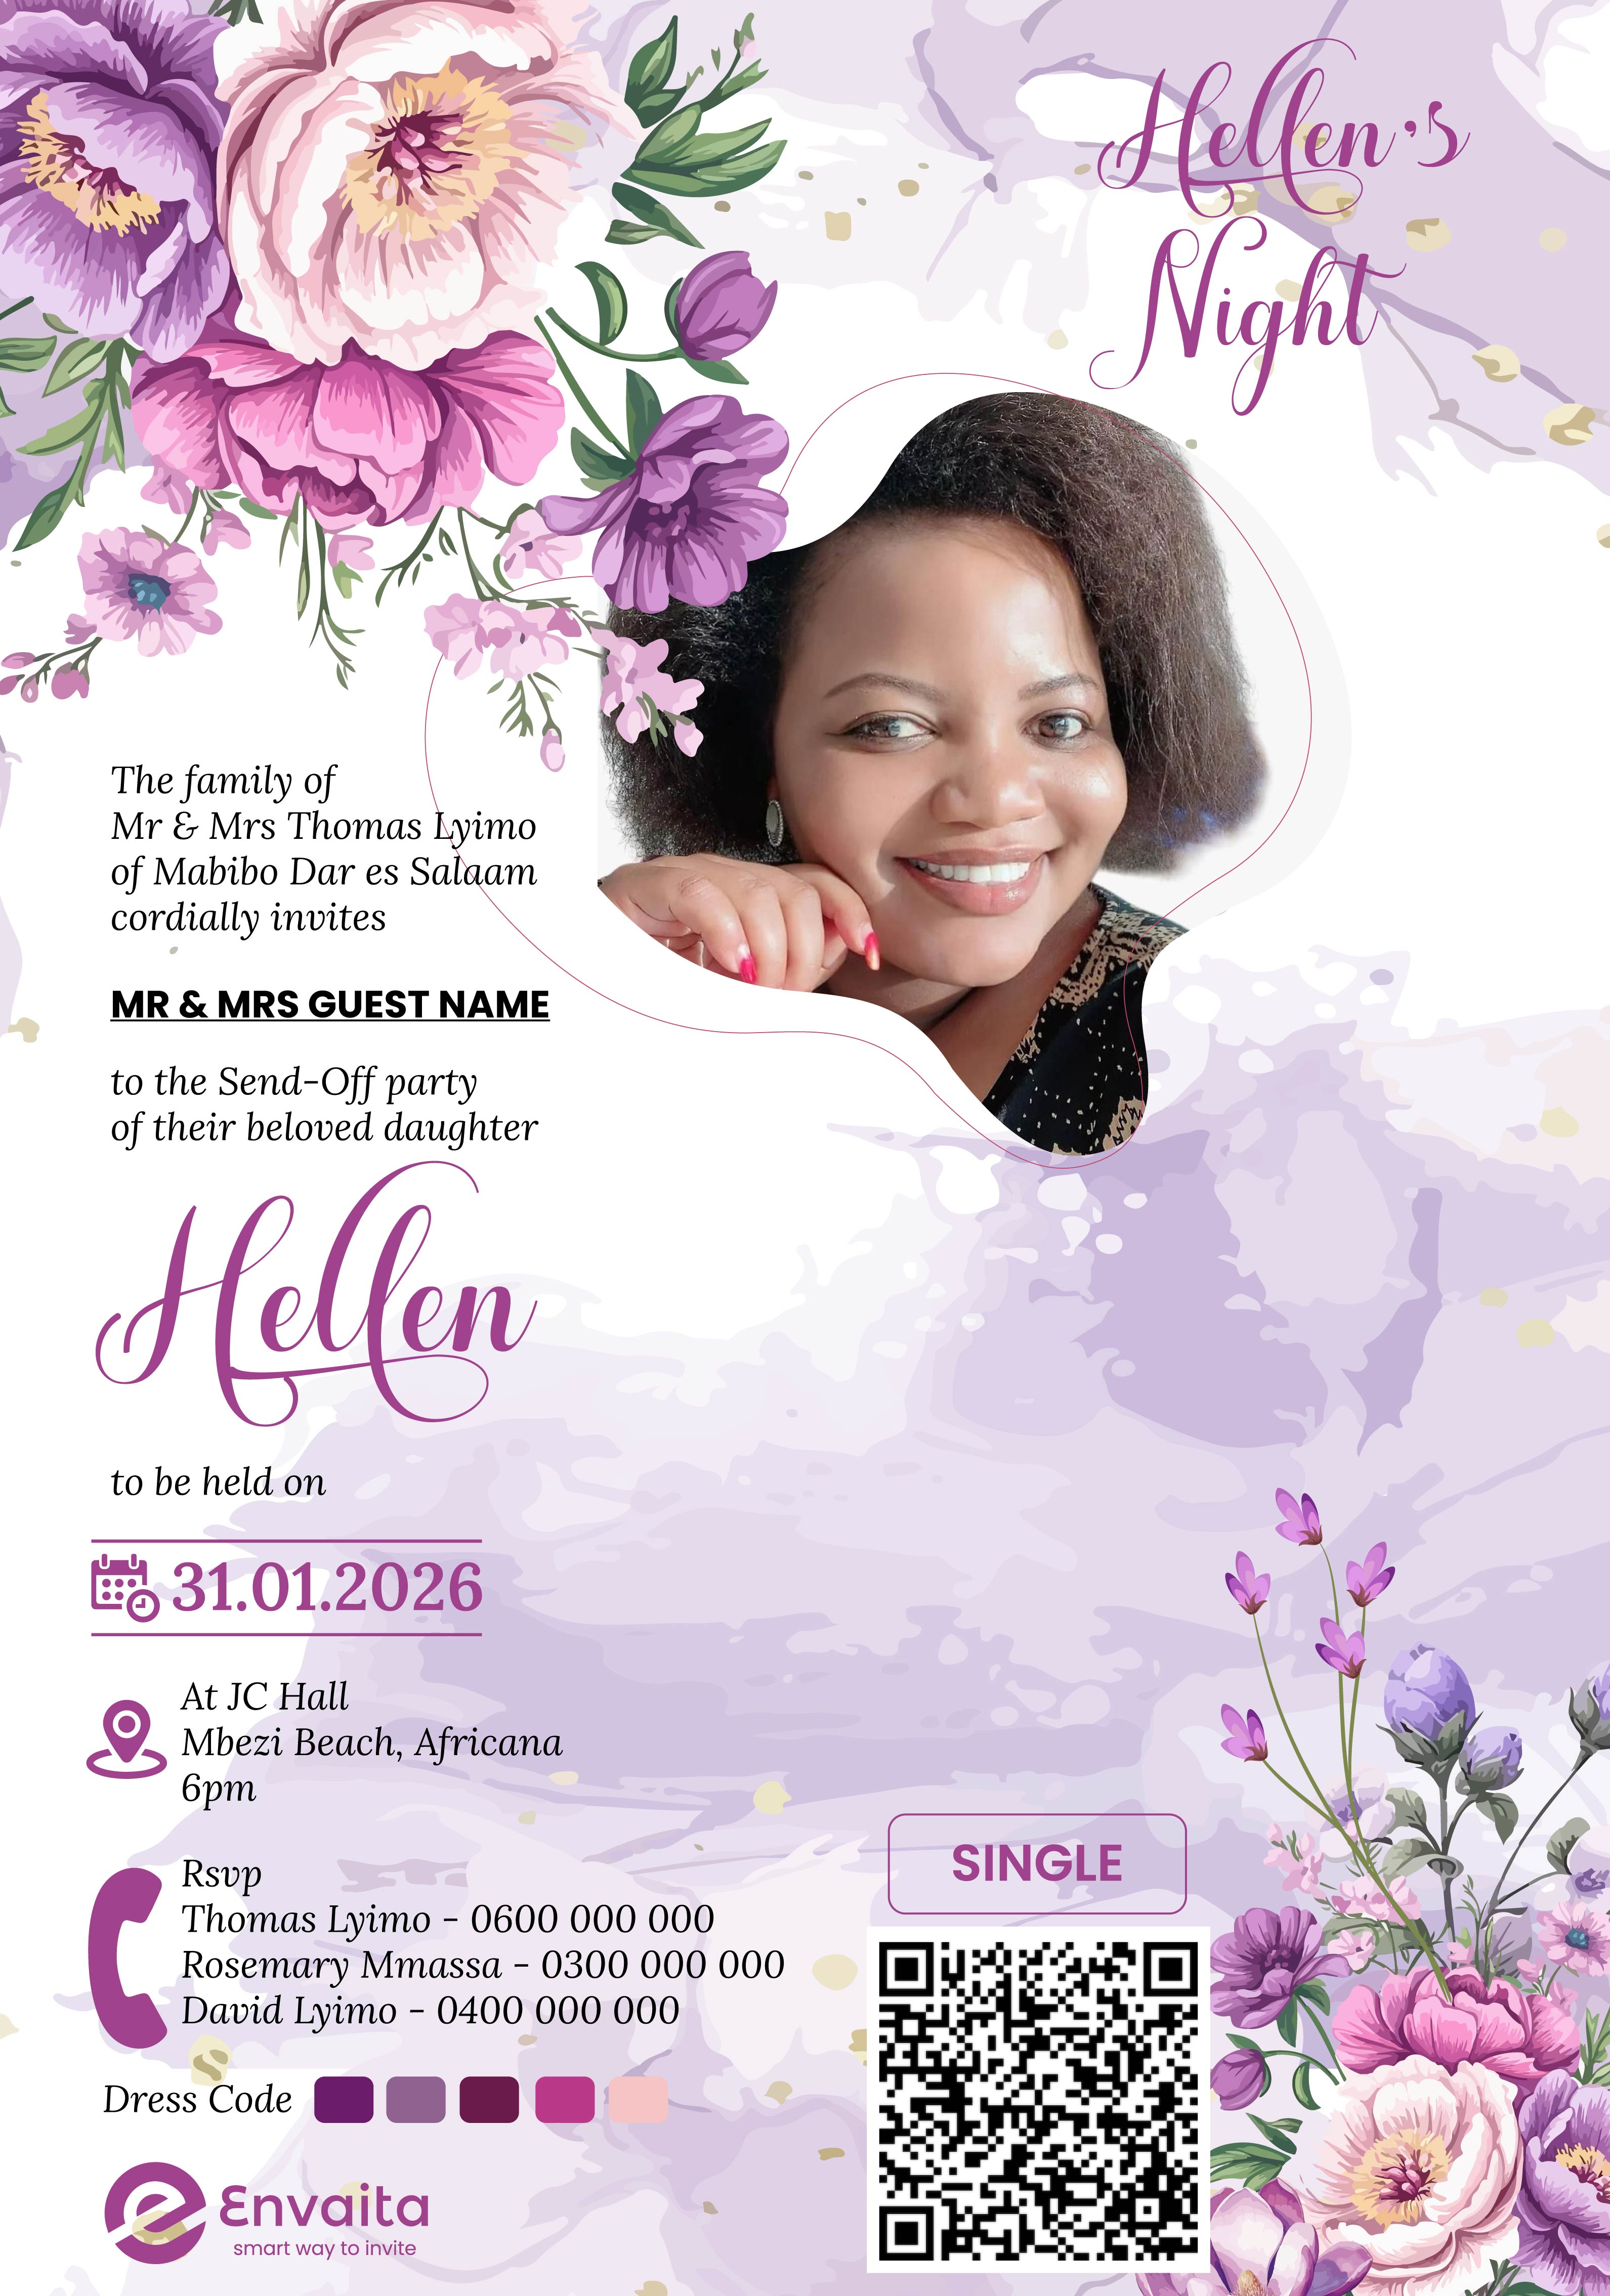 Hellen's
Night
The family of
Mr & Mrs Thomas Lyimo
of Mabibo Dar es Salaam
cordially invites
MR & MRS GUEST NAME
to the Send-Off party
of their beloved daughter
Hellen
to be held on
31.01.2026
At JC Hall
Mbezi Beach, Africana
6pm
Rsvp
Thomas Lyimo - 0600 000 000
Rosemary Mmassa - 0300 000 000
David Lyimo - 0400 000 000
Dress Code
SINGLE
Envaita
smart way to invite